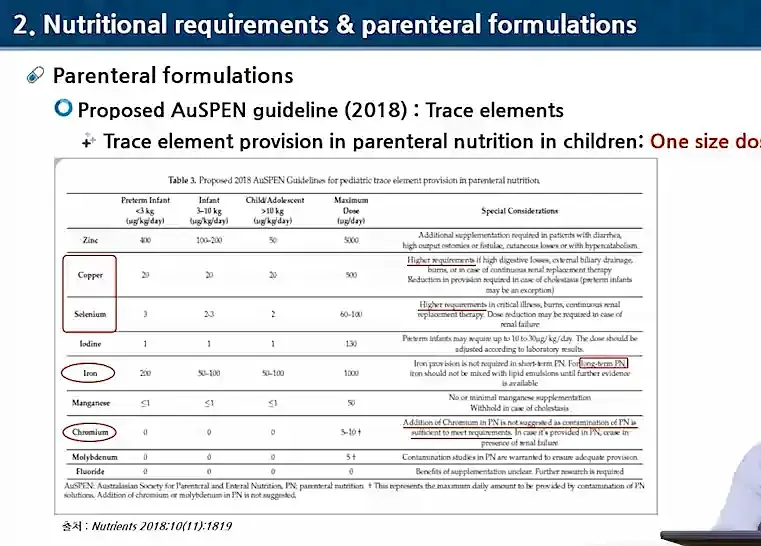 2. Nutritional requirements & parenteral formulations
Parenteral formulations
Proposed AuSPEN guideline (2018) : Trace elements
Trace element provision in parenteral nutrition in children: One size dos
Table 3. Proposed 2018 AuSPEN Guidelines for pediatric trace element provision in parenteral nutrition.
Preterm Infant <3 kg (µg/kg/day) Infant 3–10 kg (µg/kg/day) Child/Adolescent >10 kg (µg/kg/day) Maximum Dose (µg/day) Special Considerations
Zinc 400 100–200 50 5000 Additional supplementation required in patients with diarrhea,
high output ostomies or fistulae, cutaneous losses or with hypercatabolism
Copper 20 20 20 500 Higher requirements if high digestive losses, external biliary drainage,
burns, or in case of continuous renal replacement therapy
Reduction in provision required in case of cholestasis (preterm infants
may be an exception)
Selenium 3 2-3 2 60–100 Higher requirements in critical illness, burns, continuous renal
replacement therapy. Dose reduction may be required in case of
renal failure
Iodine 1 1 1 130 Preterm infants may require up to 10 to 30µg/kg/day. The dose should be
adjusted according to laboratory results.
Iron 200 50–100 50–100 1000 Iron provision is not required in short-term PN. For long-term PN,
iron should not be mixed with lipid emulsions until further evidence
is available
Manganese ≤1 ≤1 ≤1 50 No or minimal manganese supplementation
Withhold in case of cholestasis
Chromium 0 0 0 5–10 † Addition of Chromium in PN is not suggested as contamination of PN is
sufficient to meet requirements. In case it's provided in PN, cease in
presence of renal failure
Molybdenum 0 0 0 5 † Contamination studies in PN are warranted to ensure adequate provision
Fluoride 0 0 0 0 Benefits of supplementation unclear. Further research is required
AuSPEN: Australasian Society for Parenteral and Enteral Nutrition, PN; parenteral nutrition † This represents the maximum daily amount to be provided by contamination of PN
solutions. Addition of chromium or molybdenum in PN is not suggested.
출처 : Nutrients 2018;10(11):1819